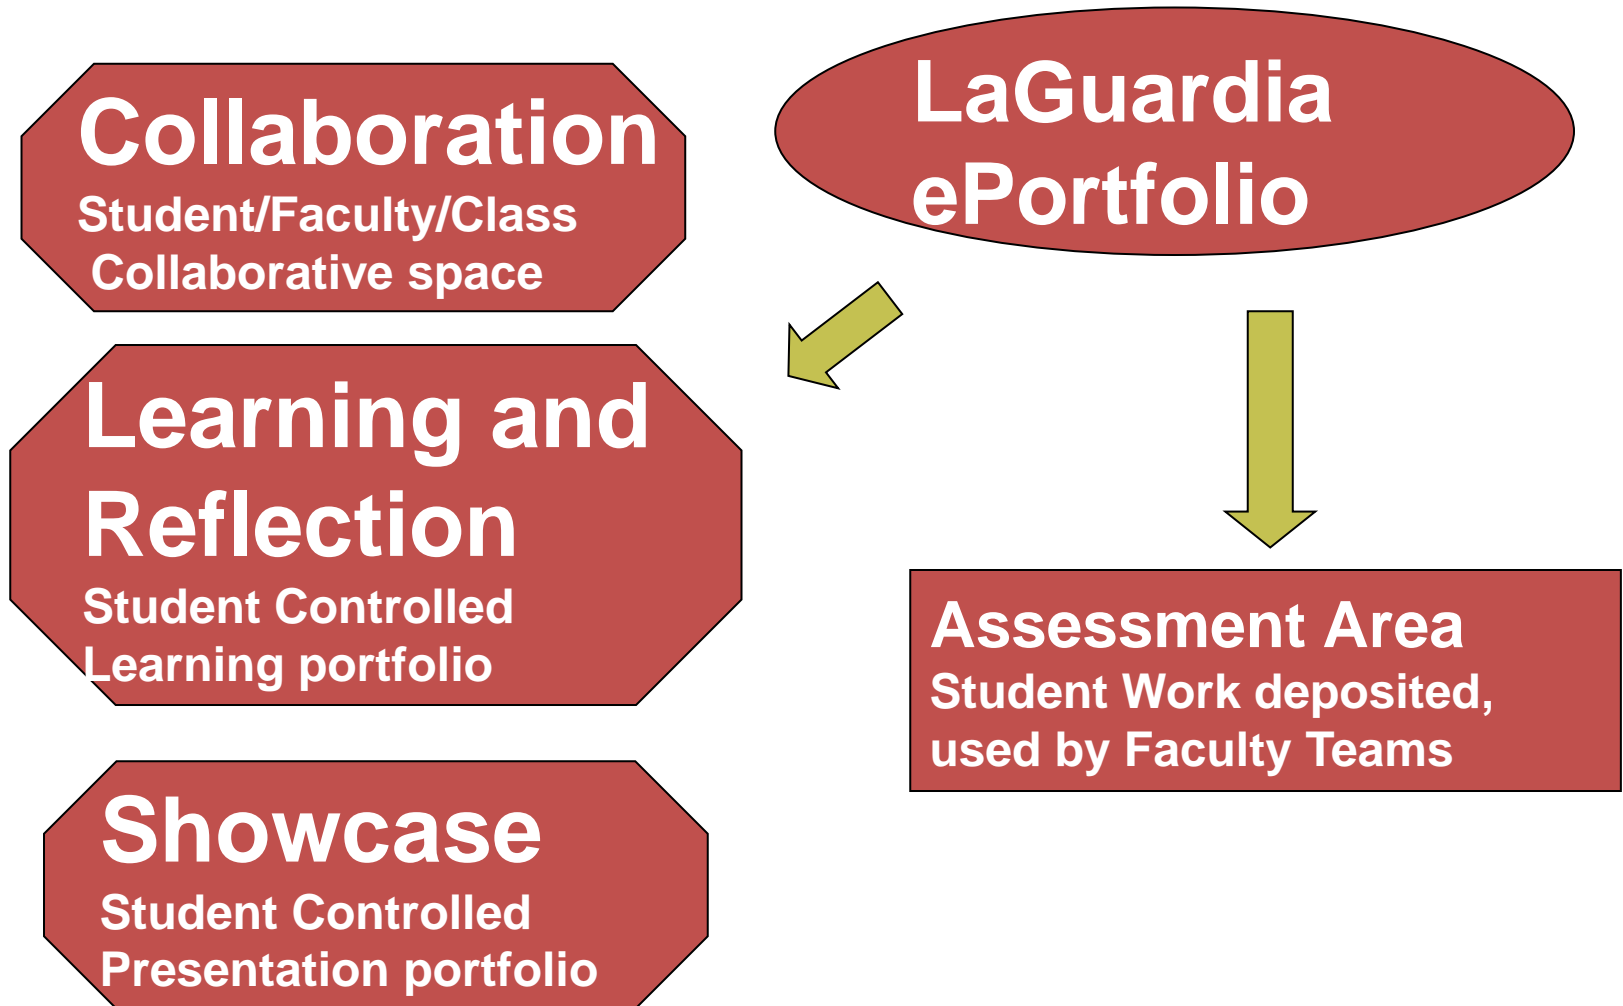 Collaboration
Student/Faculty/Class
Collaborative space
Learning and
Reflection
Student Controlled
Learning portfolio
Showcase
Student Controlled
Presentation portfolio
LaGuardia
ePortfolio
Assessment Area
Student Work deposited,
used by Faculty Teams